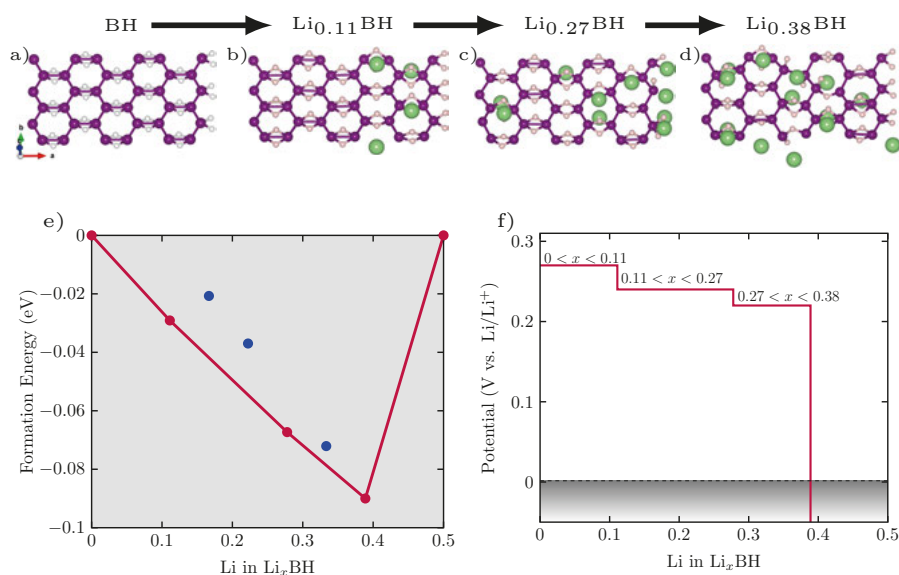 BH Li0.11BH Li0.27BH Li0.38BH
a) b) c) d)
b
a
e)
0
−0.02
−0.04
−0.06
−0.08
−0.1
0 0.1 0.2 0.3 0.4 0.5
Formation Energy (eV)
Li in LixBH
f)
0.3
0.2
0.1
0
0 0.1 0.2 0.3 0.4 0.5
Potential (V vs. Li/Li+)
0 < x < 0.11
0.11 < x < 0.27
0.27 < x < 0.38
Li in LixBH